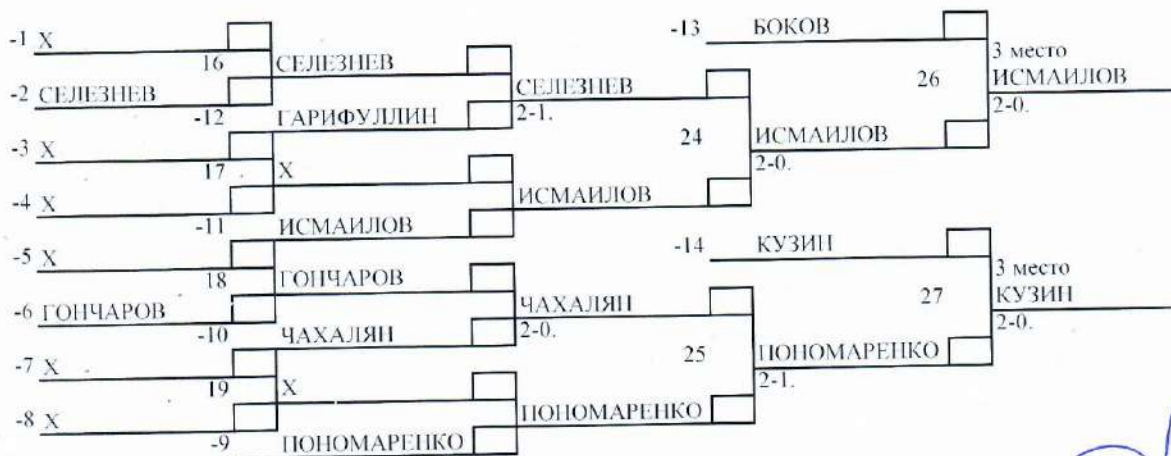 -1 Х
16
СЕЛЕЗНЕВ
-2 СЕЛЕЗНЕВ
-12 ГАРИФУЛЛИН
СЕЛЕЗНЕВ
2-1.
-3 Х
17 Х
-4 Х
-11 ИСМАИЛОВ
ИСМАИЛОВ
24 ИСМАИЛОВ
2-0.
-5 Х
18 ГОНЧАРОВ
-6 ГОНЧАРОВ
-10 ЧАХАЛЯН
ЧАХАЛЯН
2-0.
-7 Х
19 Х
-8 Х
-9 ПОНОМАРЕНКО
ПОНОМАРЕНКО
25 ПОНОМАРЕНКО
2-1.
-13 БОКОВ
26
3 место
ИСМАИЛОВ
2-0.
-14 КУЗИН
27
3 место
КУЗИН
2-0.